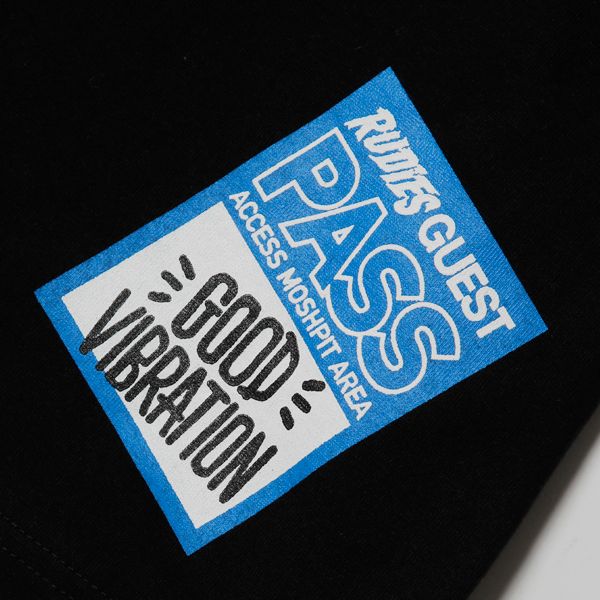 RUDIES GUEST
PASS
ACCESS MOSHPIT AREA
GOOD
VIBRATION